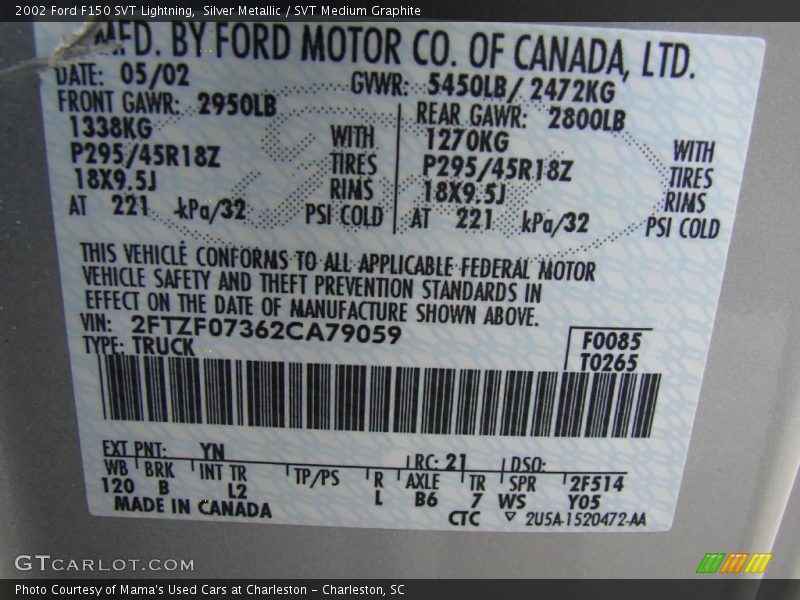 2002 Ford F150 SVT Lightning,  Silver Metallic / SVT Medium Graphite
MFD. BY FORD MOTOR CO. OF CANADA, LTD.
DATE: 05/02
GVWR: 5450LB/ 2472KG
FRONT GAWR: 2950LB
REAR GAWR: 2800LB
1338KG WITH
1270KG WITH
P295/45R18Z TIRES
P295/45R18Z TIRES
18X9.5J RIMS
18X9.5J RIMS
AT 221 kPa/32 PSI COLD
AT 221 kPa/32 PSI COLD
THIS VEHICLE CONFORMS TO ALL APPLICABLE FEDERAL MOTOR
VEHICLE SAFETY AND THEFT PREVENTION STANDARDS IN
EFFECT ON THE DATE OF MANUFACTURE SHOWN ABOVE.
VIN: 2FTZF07362CA79059
TYPE: TRUCK
F0085
T0265
EXT PNT: YN RC: 21 DSO:
WB BRK INT TR TP/PS R AXLE TR SPR 2F514
120 B L2 L B6 7 WS Y05
MADE IN CANADA
CTC ▽ 2U5A-1520472-AA
GTCARLOT.COM
Photo Courtesy of Mama's Used Cars at Charleston - Charleston, SC